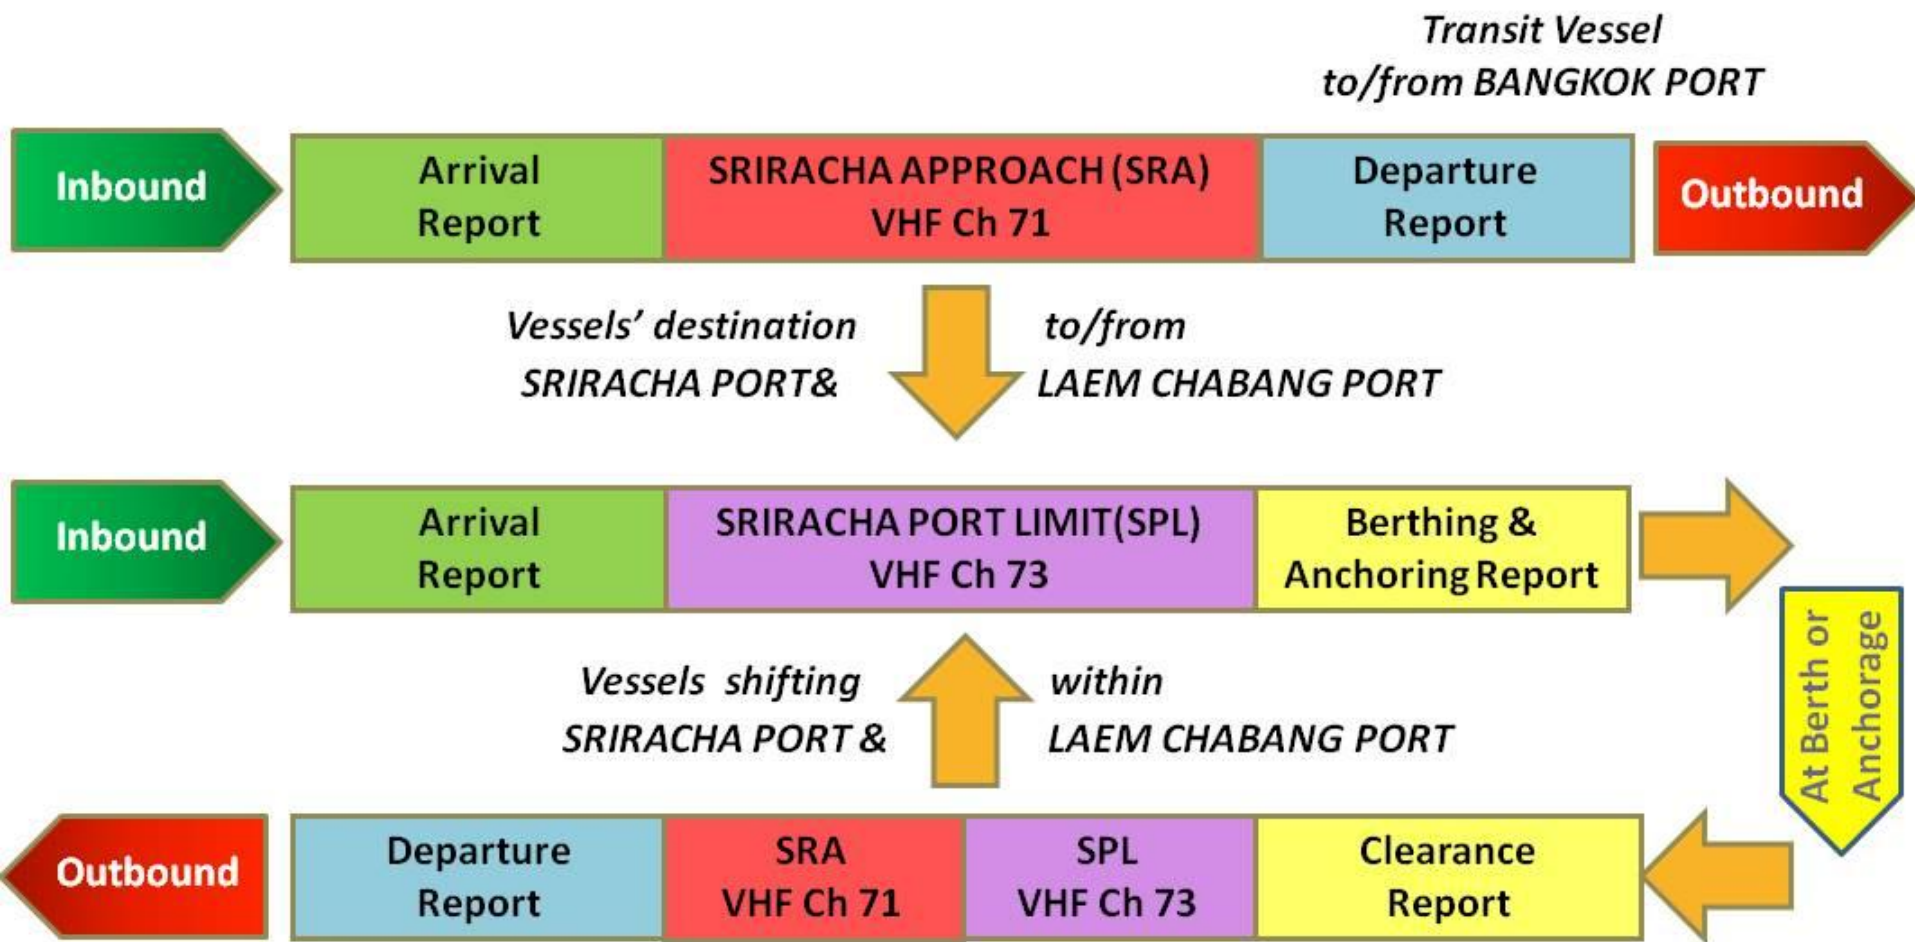 Transit Vessel
to/from BANGKOK PORT
Inbound
Arrival
Report
SRIRACHA APPROACH (SRA)
VHF Ch 71
Departure
Report
Outbound
Vessels’ destination
SRIRACHA PORT&
to/from
LAEM CHABANG PORT
Inbound
Arrival
Report
SRIRACHA PORT LIMIT(SPL)
VHF Ch 73
Berthing &
Anchoring Report
At Berth or
Anchorage
Vessels shifting
SRIRACHA PORT &
within
LAEM CHABANG PORT
Outbound
Departure
Report
SRA
VHF Ch 71
SPL
VHF Ch 73
Clearance
Report